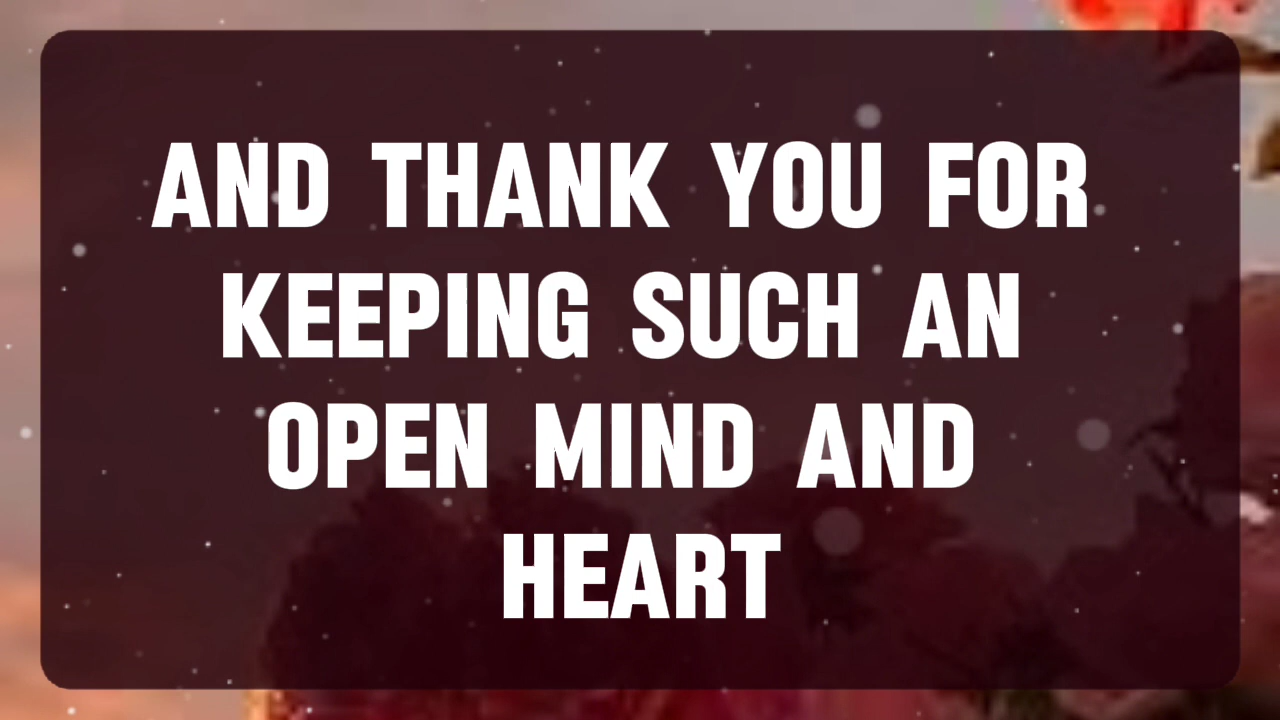 AND THANK YOU FOR
KEEPING SUCH AN
OPEN MIND AND
HEART